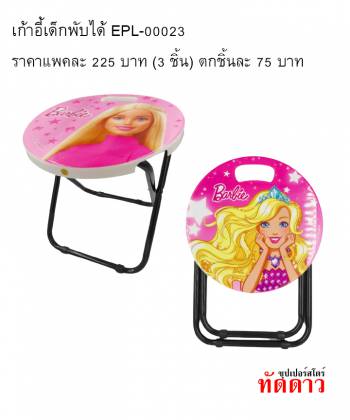 เก้าอี้เด็กพับได้ EPL-00023
ราคาแพคละ 225 บาท (3 ชิ้น) ตกชิ้นละ 75 บาท
Barbie
Barbie
ซุปเปอร์สโตร์
ทัดดาว